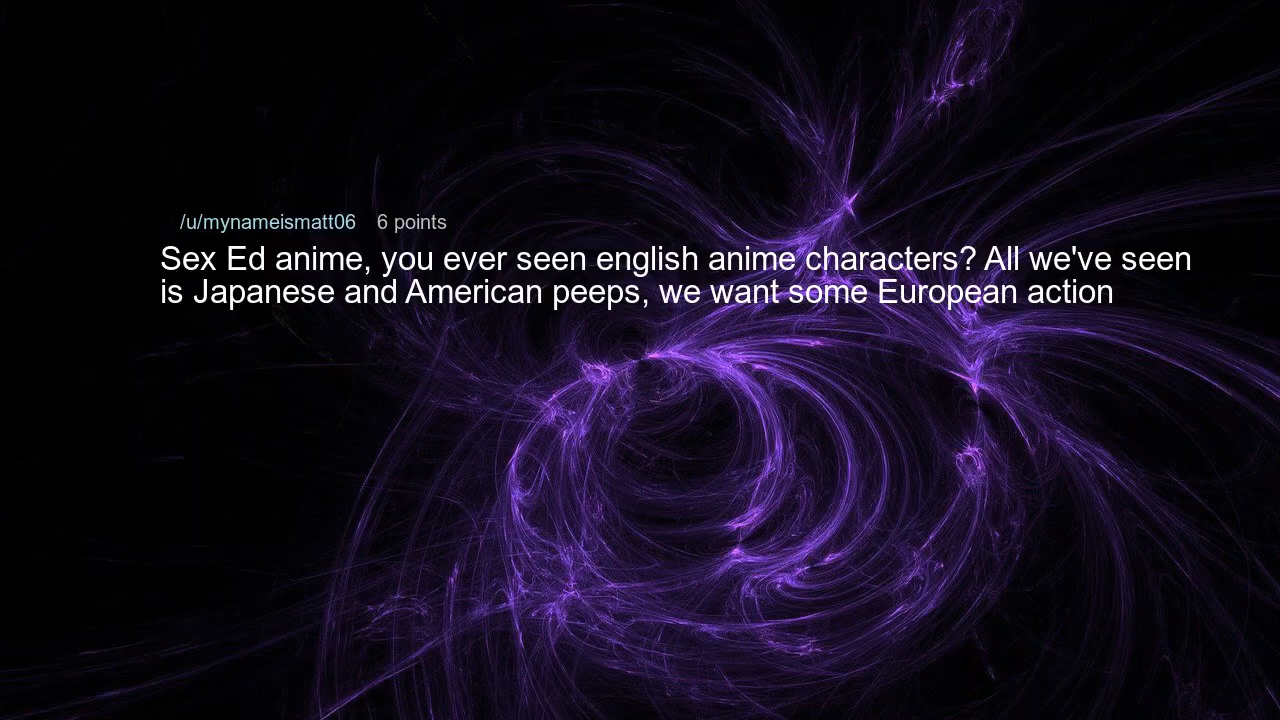 /u/mynameismatt06 6 points
Sex Ed anime, you ever seen english anime characters? All we've seen
is Japanese and American peeps, we want some European action